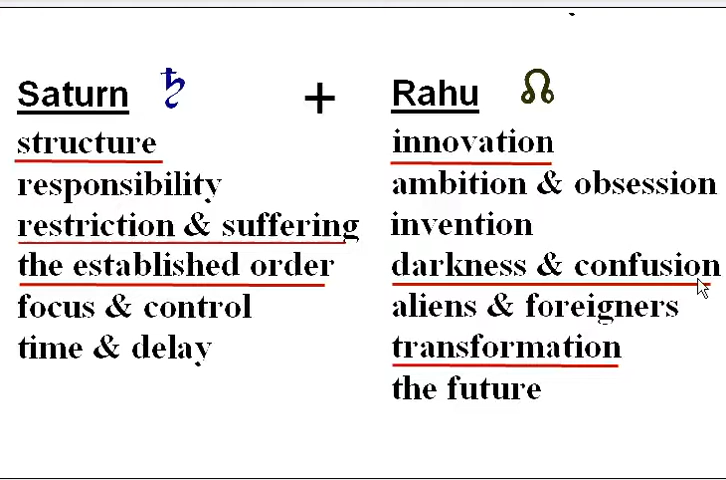 Saturn ♄ + Rahu ☊
structure
responsibility
restriction & suffering
the established order
focus & control
time & delay
innovation
ambition & obsession
invention
darkness & confusion
aliens & foreigners
transformation
the future